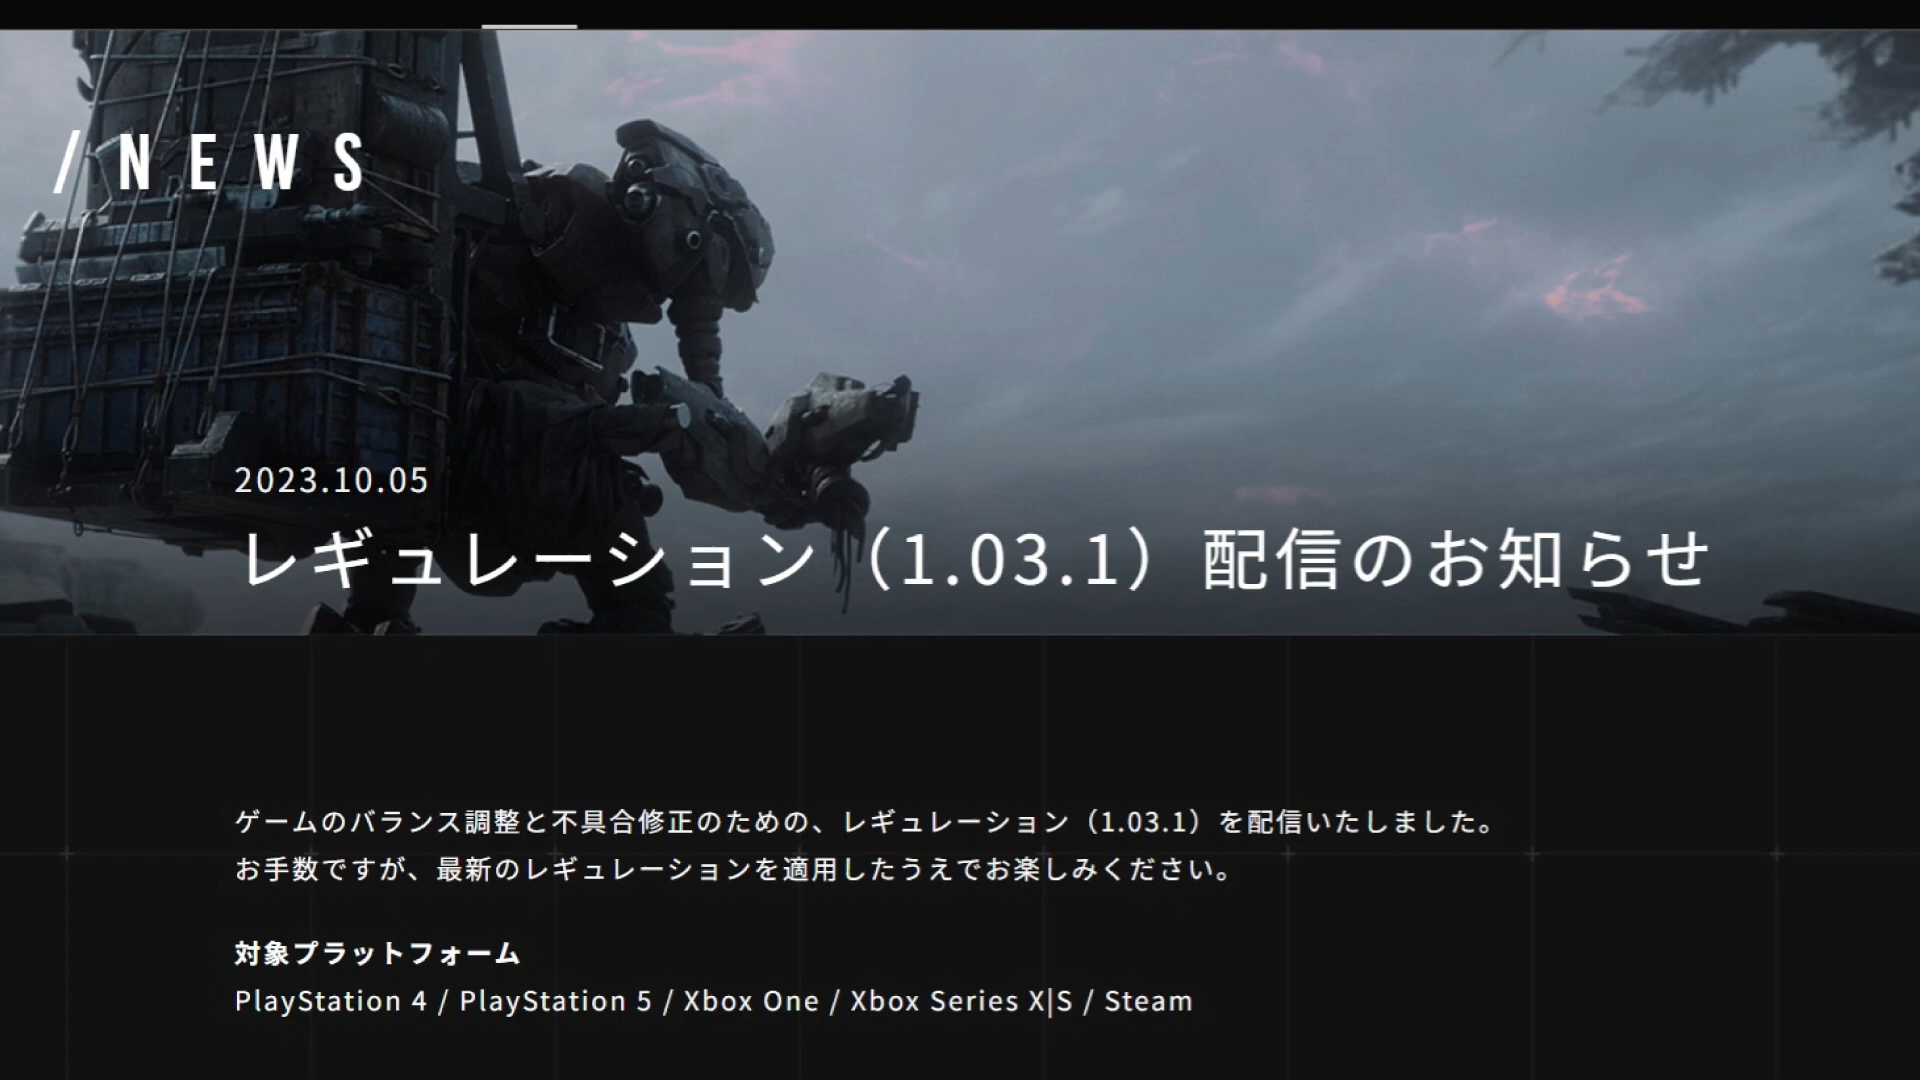 /NEWS
2023.10.05
レギュレーション（1.03.1）配信のお知らせ
ゲームのバランス調整と不具合修正のための、レギュレーション（1.03.1）を配信いたしました。
お手数ですが、最新のレギュレーションを適用したうえでお楽しみください。
対象プラットフォーム
PlayStation 4 / PlayStation 5 / Xbox One / Xbox Series X|S / Steam